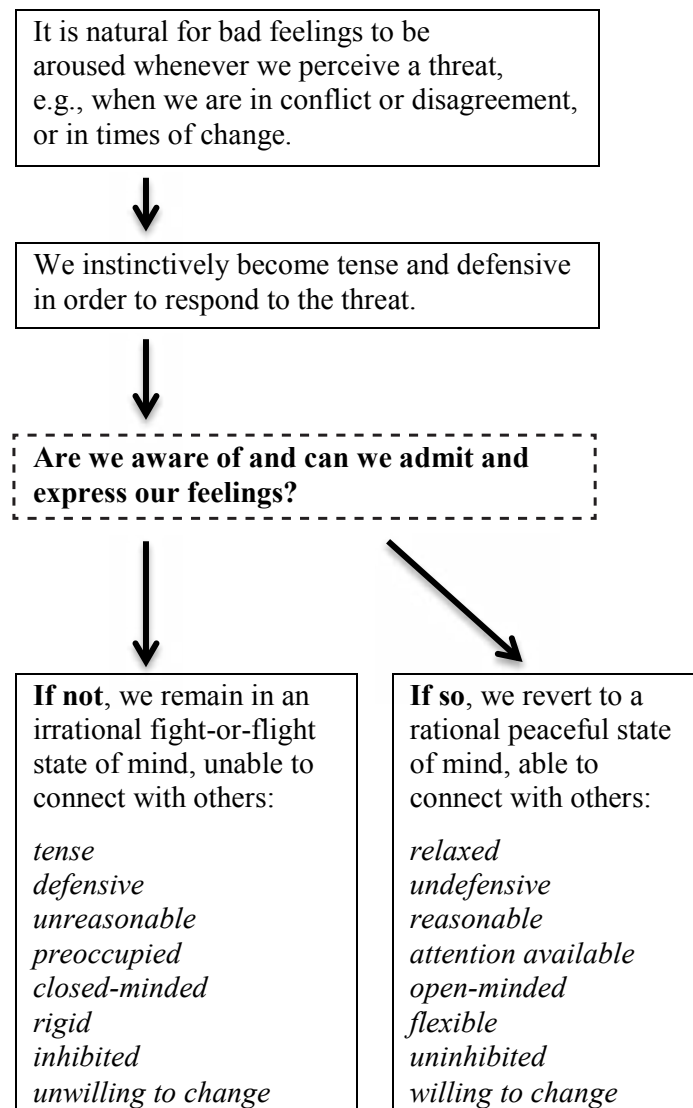 It is natural for bad feelings to be
aroused whenever we perceive a threat,
e.g., when we are in conflict or disagreement,
or in times of change.
We instinctively become tense and defensive
in order to respond to the threat.
Are we aware of and can we admit and
express our feelings?
If not, we remain in an
irrational fight-or-flight
state of mind, unable to
connect with others:
tense
defensive
unreasonable
preoccupied
closed-minded
rigid
inhibited
unwilling to change
If so, we revert to a
rational peaceful state
of mind, able to
connect with others:
relaxed
undefensive
reasonable
attention available
open-minded
flexible
uninhibited
willing to change